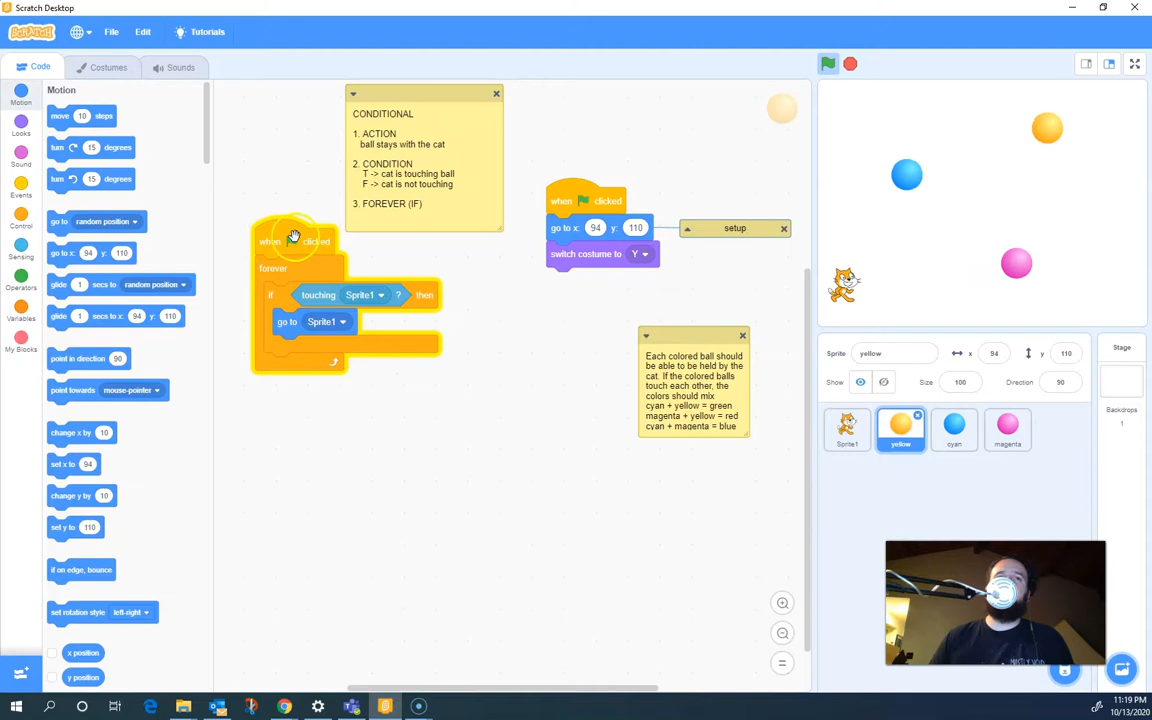 Scratch Desktop
SCRATCH
File
Edit
Tutorials
Code
Costumes
Sounds
Motion
Looks
Sound
Events
Control
Sensing
Operators
Variables
My Blocks
Motion
move 10 steps
turn 15 degrees
turn 15 degrees
go to random position
go to x: 94 y: 110
glide 1 secs to random position
glide 1 secs to x: 94 y: 110
point in direction 90
point towards mouse-pointer
change x by 10
set x to 94
change y by 10
set y to 110
if on edge, bounce
set rotation style left-right
x position
y position
CONDITIONAL
1. ACTION
ball stays with the cat
2. CONDITION
T -> cat is touching ball
F -> cat is not touching
3. FOREVER (IF)
when clicked
forever
if touching Sprite1 ? then
go to Sprite1
when clicked
go to x: 94 y: 110
switch costume to Y
setup
Each colored ball should
be able to be held by the
cat. If the colored balls
touch each other, the
colors should mix
cyan + yellow = green
magenta + yellow = red
cyan + magenta = blue
Sprite yellow x 94 y 110
Show Size 100 Direction 90
Sprite1
yellow
cyan
magenta
Stage
Backdrops
1
11:19 PM
10/13/2020